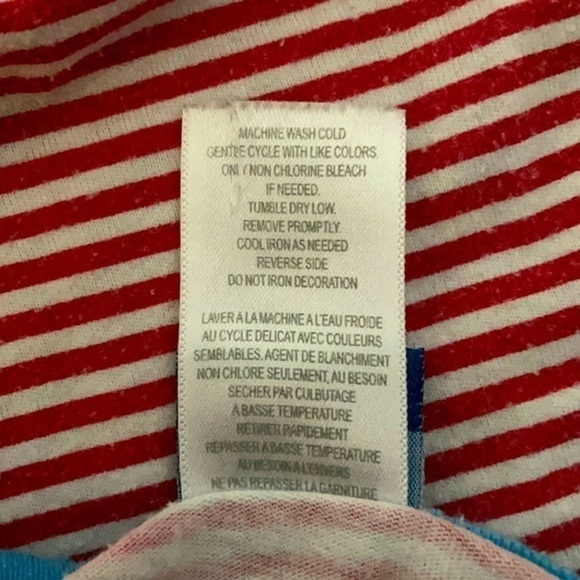 MACHINE WASH COLD
GENTLE CYCLE WITH LIKE COLORS.
ONLY NON CHLORINE BLEACH
IF NEEDED.
TUMBLE DRY LOW.
REMOVE PROMPTLY.
COOL IRON AS NEEDED
REVERSE SIDE
DO NOT IRON DECORATION
LAVER À LA MACHINE A L'EAU FROIDE
AU CYCLE DELICAT AVEC COULEURS
SEMBLABLES. AGENT DE BLANCHIMENT
NON CHLORE SEULEMENT, AU BESOIN
SECHER PAR CULBUTAGE
À BASSE TEMPERATURE
RETIRER RAPIDEMENT
REPASSER À BASSE TEMPERATURE
AU BESOIN À L'ENVERS
NE PAS REPASSER LA GARNITURE